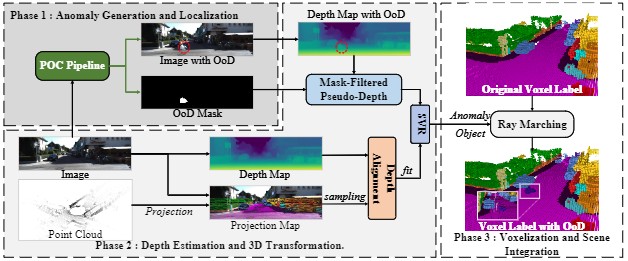 Phase 1 : Anomaly Generation and Localization
POC Pipeline
Image with OoD
OoD Mask
Depth Map with OoD
Mask-Filtered
Pseudo-Depth
SVR
Anomaly
Object
Original Voxel Label
Ray Marching
Voxel Label with OoD
Phase 3 : Voxelization and Scene
Integration
Image
Depth Map
Depth
Alignment
fit
Point Cloud
Projection
Projection Map
sampling
Phase 2 : Depth Estimation and 3D Transformation.